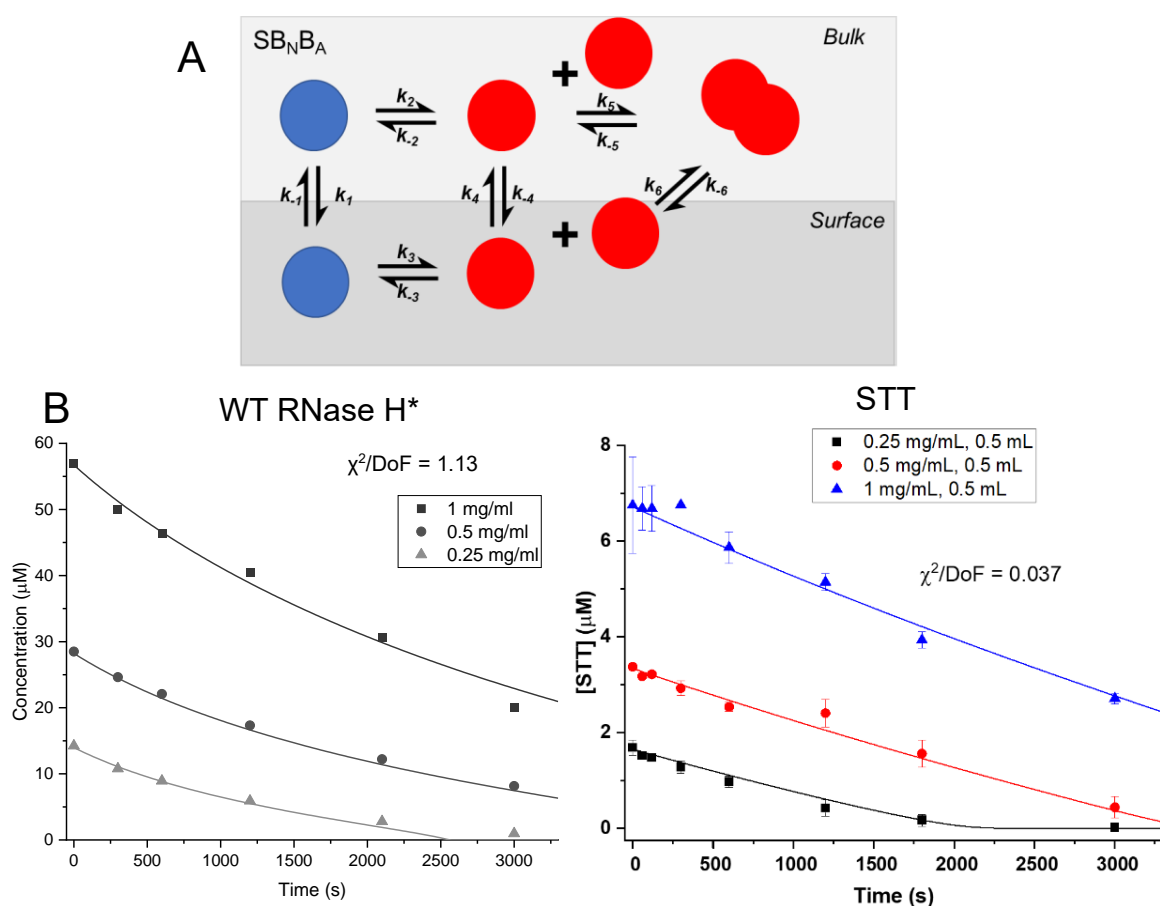 A
SBNBA
Bulk
+
k2
k-2
k5
k-5
k-1
k1
k4
k-4
k6
k-6
+
Surface
k3
k-3
B
WT RNase H*
STT
χ²/DoF = 1.13
1 mg/ml
0.5 mg/ml
0.25 mg/ml
Concentration (μM)
60
50
40
30
20
10
0
0 500 1000 1500 2000 2500 3000
Time (s)
0.25 mg/mL, 0.5 mL
0.5 mg/mL, 0.5 mL
1 mg/mL, 0.5 mL
χ²/DoF = 0.037
[STT] (μM)
8
6
4
2
0
0 500 1000 1500 2000 2500 3000
Time (s)